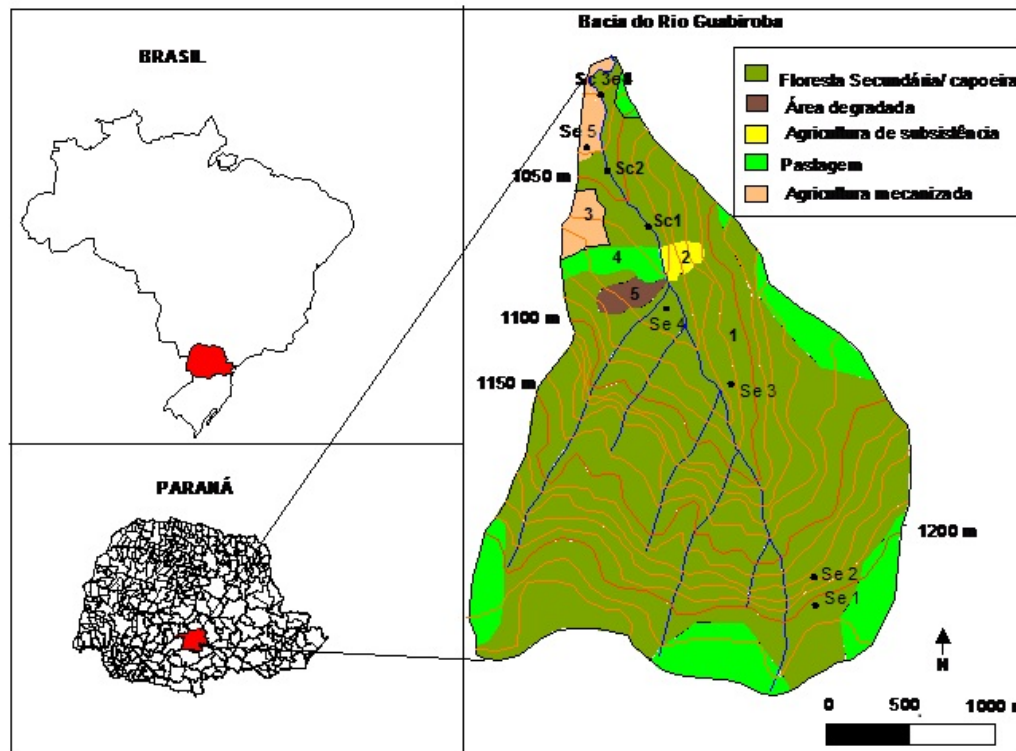 BRASIL
PARANÁ
Bacia do Rio Guabiroba
Floresta Secundária/ capoeira
Área degradada
Agricultura de subsistência
Pastagem
Agricultura mecanizada
Sc 3e4
Se 5
Sc2
1050 m
3
Sc1
4
2
5
1100 m
Se 4
1
1150 m
Se 3
1200 m
Se 2
Se 1
N
0 500 1000 m